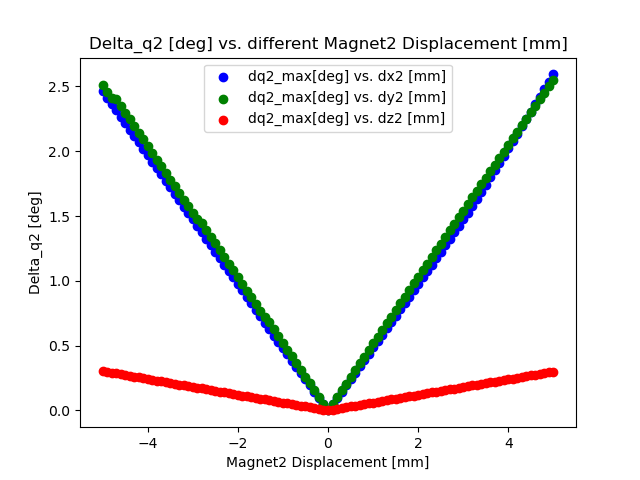 Delta_q2 [deg] vs. different Magnet2 Displacement [mm]
dq2_max[deg] vs. dx2 [mm]
dq2_max[deg] vs. dy2 [mm]
dq2_max[deg] vs. dz2 [mm]
Delta_q2 [deg]
2.5
2.0
1.5
1.0
0.5
0.0
−4 −2 0 2 4
Magnet2 Displacement [mm]